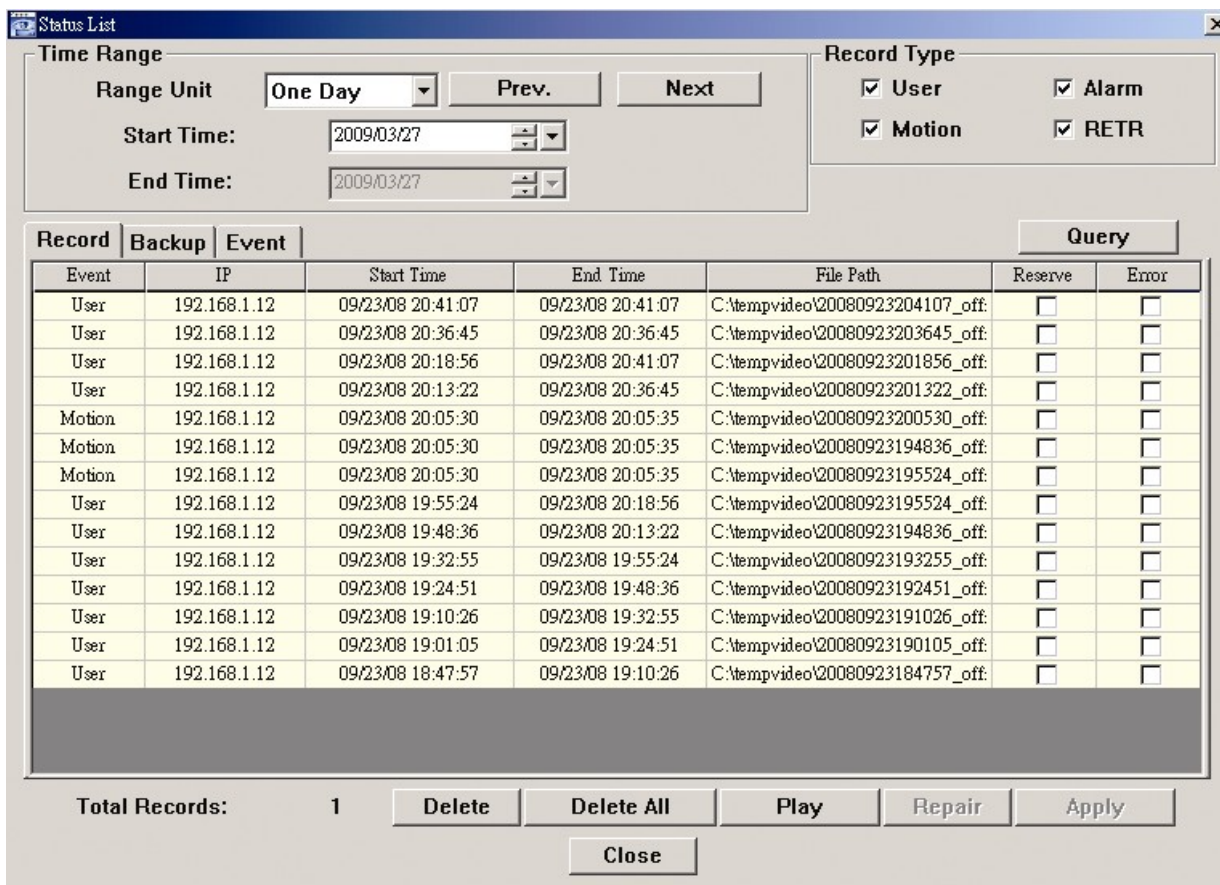 Status List
Time Range
Record Type
Range Unit One Day Prev. Next
User Alarm
Start Time: 2009/03/27
Motion RETR
End Time: 2009/03/27
Record Backup Event Query
Event IP Start Time End Time File Path Reserve Error
User 192.168.1.12 09/23/08 20:41:07 09/23/08 20:41:07 C:\tempvideo\20080923204107_off:
User 192.168.1.12 09/23/08 20:36:45 09/23/08 20:36:45 C:\tempvideo\20080923203645_off:
User 192.168.1.12 09/23/08 20:18:56 09/23/08 20:41:07 C:\tempvideo\20080923201856_off:
User 192.168.1.12 09/23/08 20:13:22 09/23/08 20:36:45 C:\tempvideo\20080923201322_off:
Motion 192.168.1.12 09/23/08 20:05:30 09/23/08 20:05:35 C:\tempvideo\20080923200530_off:
Motion 192.168.1.12 09/23/08 20:05:30 09/23/08 20:05:35 C:\tempvideo\20080923194836_off:
Motion 192.168.1.12 09/23/08 20:05:30 09/23/08 20:05:35 C:\tempvideo\20080923195524_off:
User 192.168.1.12 09/23/08 19:55:24 09/23/08 20:18:56 C:\tempvideo\20080923195524_off:
User 192.168.1.12 09/23/08 19:48:36 09/23/08 20:13:22 C:\tempvideo\20080923194836_off:
User 192.168.1.12 09/23/08 19:32:55 09/23/08 19:55:24 C:\tempvideo\20080923193255_off:
User 192.168.1.12 09/23/08 19:24:51 09/23/08 19:48:36 C:\tempvideo\20080923192451_off:
User 192.168.1.12 09/23/08 19:10:26 09/23/08 19:32:55 C:\tempvideo\20080923191026_off:
User 192.168.1.12 09/23/08 19:01:05 09/23/08 19:24:51 C:\tempvideo\20080923190105_off:
User 192.168.1.12 09/23/08 18:47:57 09/23/08 19:10:26 C:\tempvideo\20080923184757_off:
Total Records: 1 Delete Delete All Play Repair Apply
Close